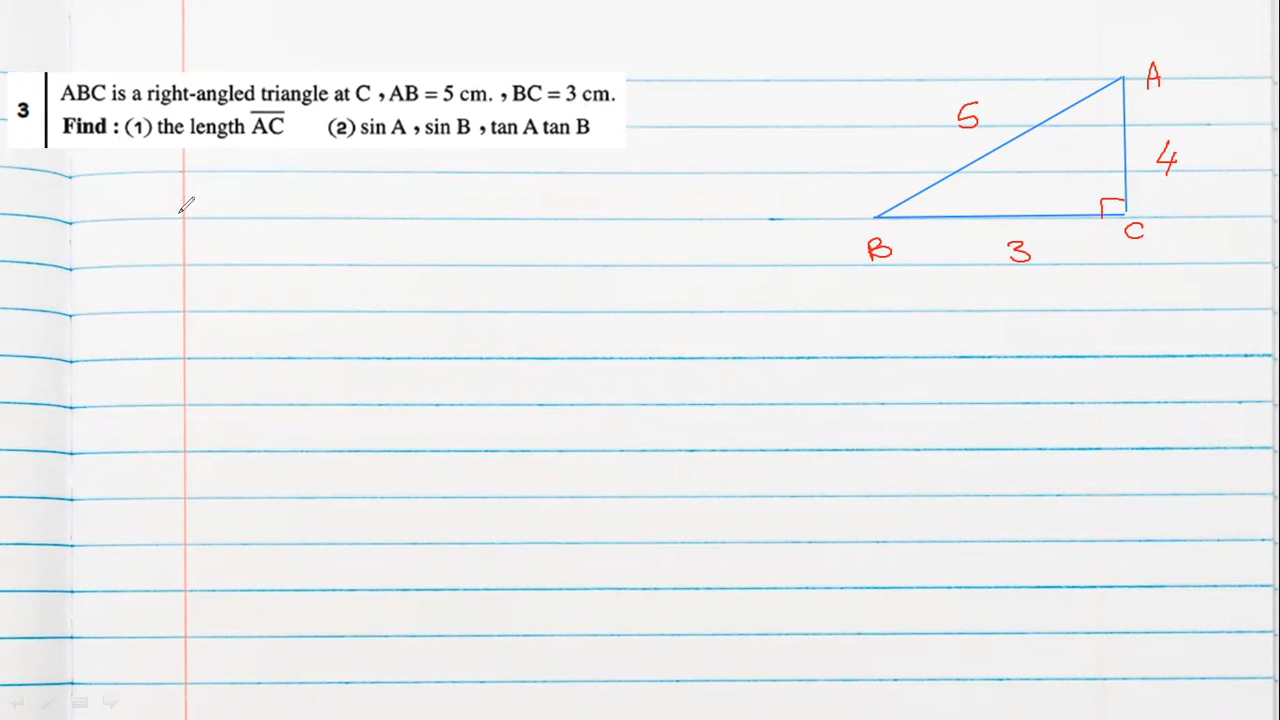 3
ABC is a right-angled triangle at C , AB = 5 cm. , BC = 3 cm.
Find : (1) the length A̅C̅ (2) sin A , sin B , tan A tan B
A
5
4
B
3
C